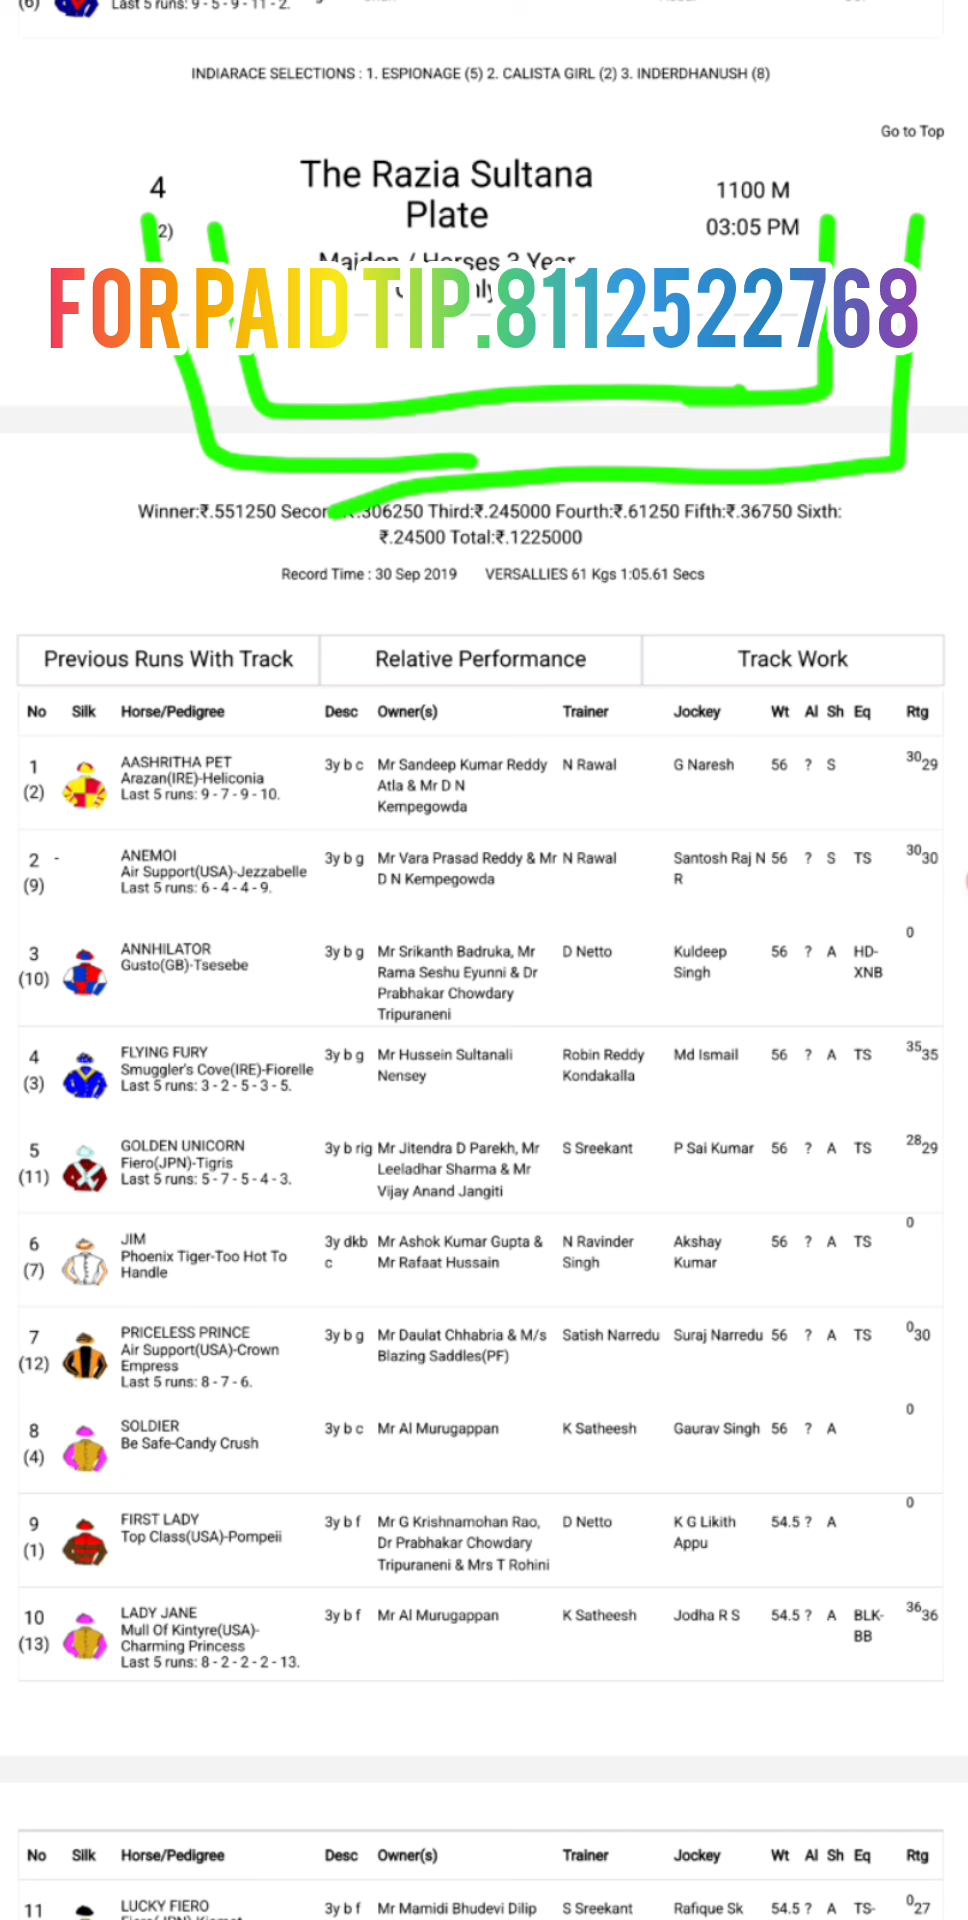 (6)
Last 5 runs: 9 - 5 - 9 - 11 - 2.
INDIARACE SELECTIONS : 1. ESPIONAGE (5) 2. CALISTA GIRL (2) 3. INDERDHANUSH (8)
Go to Top
4
The Razia Sultana
Plate
1100 M
2)
03:05 PM
Maiden / Horses 3 Year
FOR PAID TIP.8112522768
Winner:₹.551250 Second:₹.306250 Third:₹.245000 Fourth:₹.61250 Fifth:₹.36750 Sixth:
₹.24500 Total:₹.1225000
Record Time : 30 Sep 2019 VERSALLIES 61 Kgs 1:05.61 Secs
Previous Runs With Track Relative Performance Track Work
No Silk Horse/Pedigree Desc Owner(s) Trainer Jockey Wt Al Sh Eq Rtg
1 AASHRITHA PET 3y b c Mr Sandeep Kumar Reddy N Rawal G Naresh 56 ? S 30 29
(2) Arazan(IRE)-Heliconia Atla & Mr D N
Last 5 runs: 9 - 7 - 9 - 10. Kempegowda
2 - ANEMOI 3y b g Mr Vara Prasad Reddy & Mr N Rawal Santosh Raj N 56 ? S TS 30 30
(9) Air Support(USA)-Jezzabelle D N Kempegowda R
Last 5 runs: 6 - 4 - 4 - 9.
3 ANNHILATOR 3y b g Mr Srikanth Badruka, Mr D Netto Kuldeep 56 ? A HD- 0
(10) Gusto(GB)-Tsesebe Rama Seshu Eyunni & Dr Singh XNB
Prabhakar Chowdary
Tripuraneni
4 FLYING FURY 3y b g Mr Hussein Sultanali Robin Reddy Md Ismail 56 ? A TS 35 35
(3) Smuggler's Cove(IRE)-Fiorelle Nensey Kondakalla
Last 5 runs: 3 - 2 - 5 - 3 - 5.
5 GOLDEN UNICORN 3y b rig Mr Jitendra D Parekh, Mr S Sreekant P Sai Kumar 56 ? A TS 28 29
(11) Fiero(JPN)-Tigris Leeladhar Sharma & Mr
Last 5 runs: 5 - 7 - 5 - 4 - 3. Vijay Anand Jangiti
6 JIM 3y dkb Mr Ashok Kumar Gupta & N Ravinder Akshay 56 ? A TS 0
(7) Phoenix Tiger-Too Hot To c Mr Rafaat Hussain Singh Kumar
Handle
7 PRICELESS PRINCE 3y b g Mr Daulat Chhabria & M/s Satish Narredu Suraj Narredu 56 ? A TS 0 30
(12) Air Support(USA)-Crown Blazing Saddles(PF)
Empress
Last 5 runs: 8 - 7 - 6.
8 SOLDIER 3y b c Mr Al Murugappan K Satheesh Gaurav Singh 56 ? A 0
(4) Be Safe-Candy Crush
9 FIRST LADY 3y b f Mr G Krishnamohan Rao, D Netto K G Likith 54.5 ? A 0
(1) Top Class(USA)-Pompeii Dr Prabhakar Chowdary Appu
Tripuraneni & Mrs T Rohini
10 LADY JANE 3y b f Mr Al Murugappan K Satheesh Jodha R S 54.5 ? A BLK- 36 36
(13) Mull Of Kintyre(USA)- BB
Charming Princess
Last 5 runs: 8 - 2 - 2 - 2 - 13.
No Silk Horse/Pedigree Desc Owner(s) Trainer Jockey Wt Al Sh Eq Rtg
11 LUCKY FIERO 3y b f Mr Mamidi Bhudevi Dilip S Sreekant Rafique Sk 54.5 ? A TS- 0 27